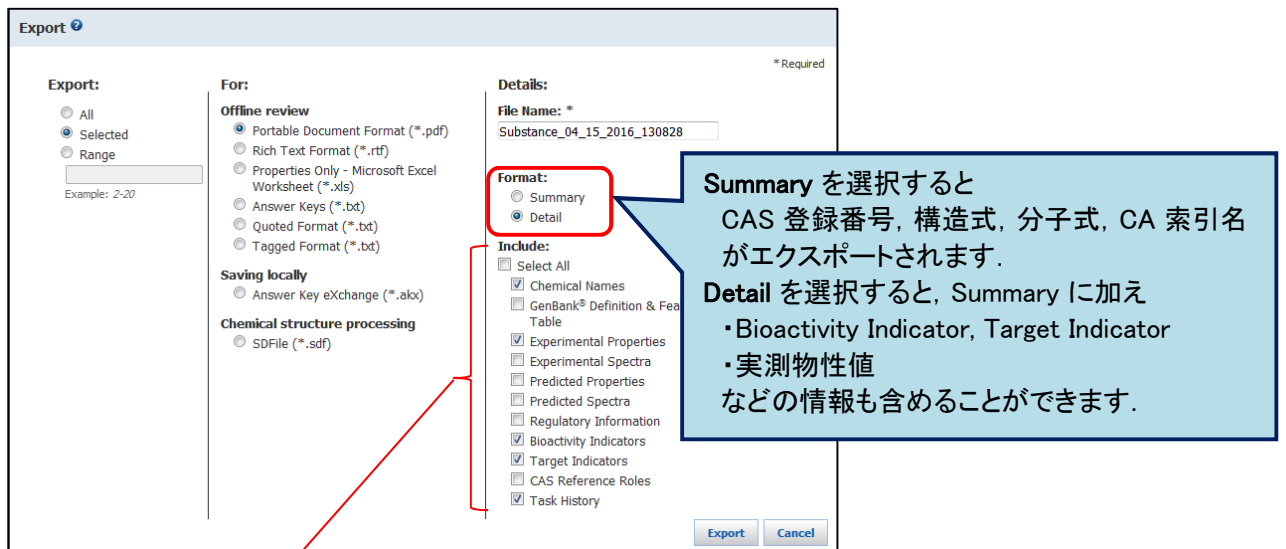 Export
* Required
Export:
All
Selected
Range
Example: 2-20
For:
Offline review
Portable Document Format (*.pdf)
Rich Text Format (*.rtf)
Properties Only - Microsoft Excel
Worksheet (*.xls)
Answer Keys (*.txt)
Quoted Format (*.txt)
Tagged Format (*.txt)
Saving locally
Answer Key eXchange (*.akx)
Chemical structure processing
SDFile (*.sdf)
Details:
File Name: *
Substance_04_15_2016_130828
Format:
Summary
Detail
Include:
Select All
Chemical Names
GenBank® Definition & Fea
Table
Experimental Properties
Experimental Spectra
Predicted Properties
Predicted Spectra
Regulatory Information
Bioactivity Indicators
Target Indicators
CAS Reference Roles
Task History
Export Cancel
Summary を選択すると
CAS 登録番号, 構造式, 分子式, CA 索引名
がエクスポートされます.
Detail を選択すると, Summary に加え
・Bioactivity Indicator, Target Indicator
・実測物性値
などの情報も含めることができます.